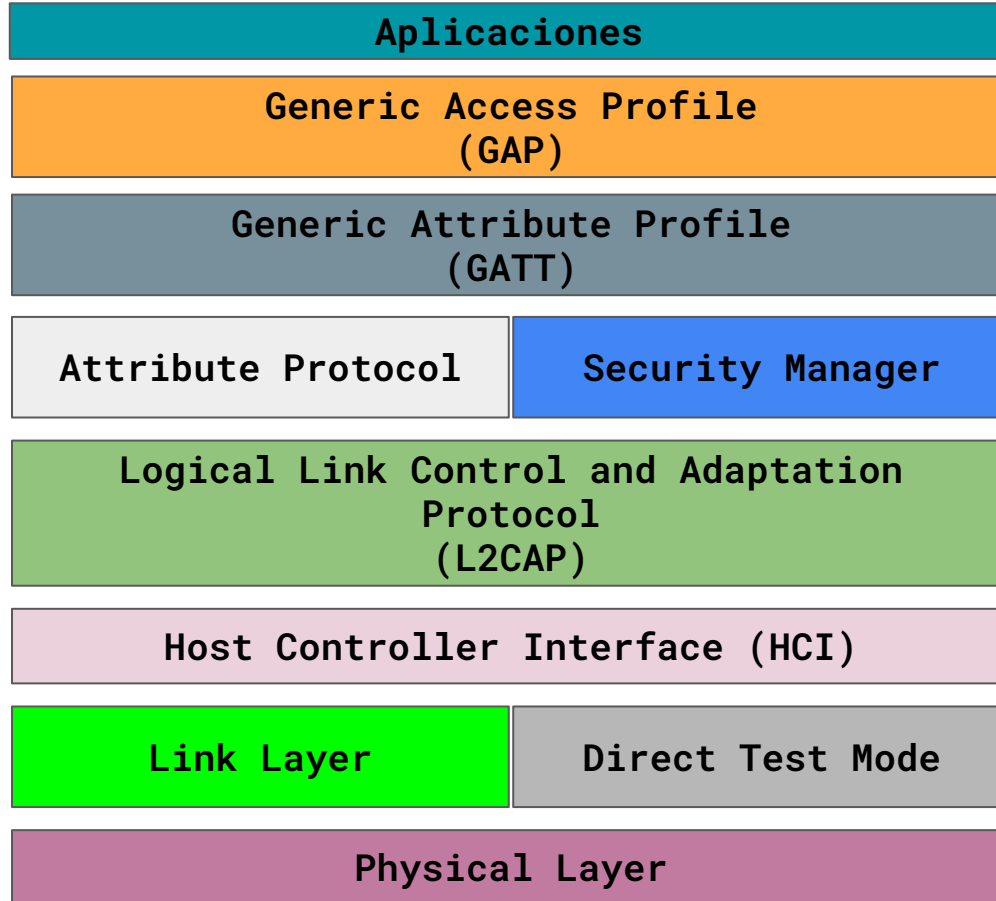 Aplicaciones
Generic Access Profile
(GAP)
Generic Attribute Profile
(GATT)
Attribute Protocol
Security Manager
Logical Link Control and Adaptation
Protocol
(L2CAP)
Host Controller Interface (HCI)
Link Layer
Direct Test Mode
Physical Layer